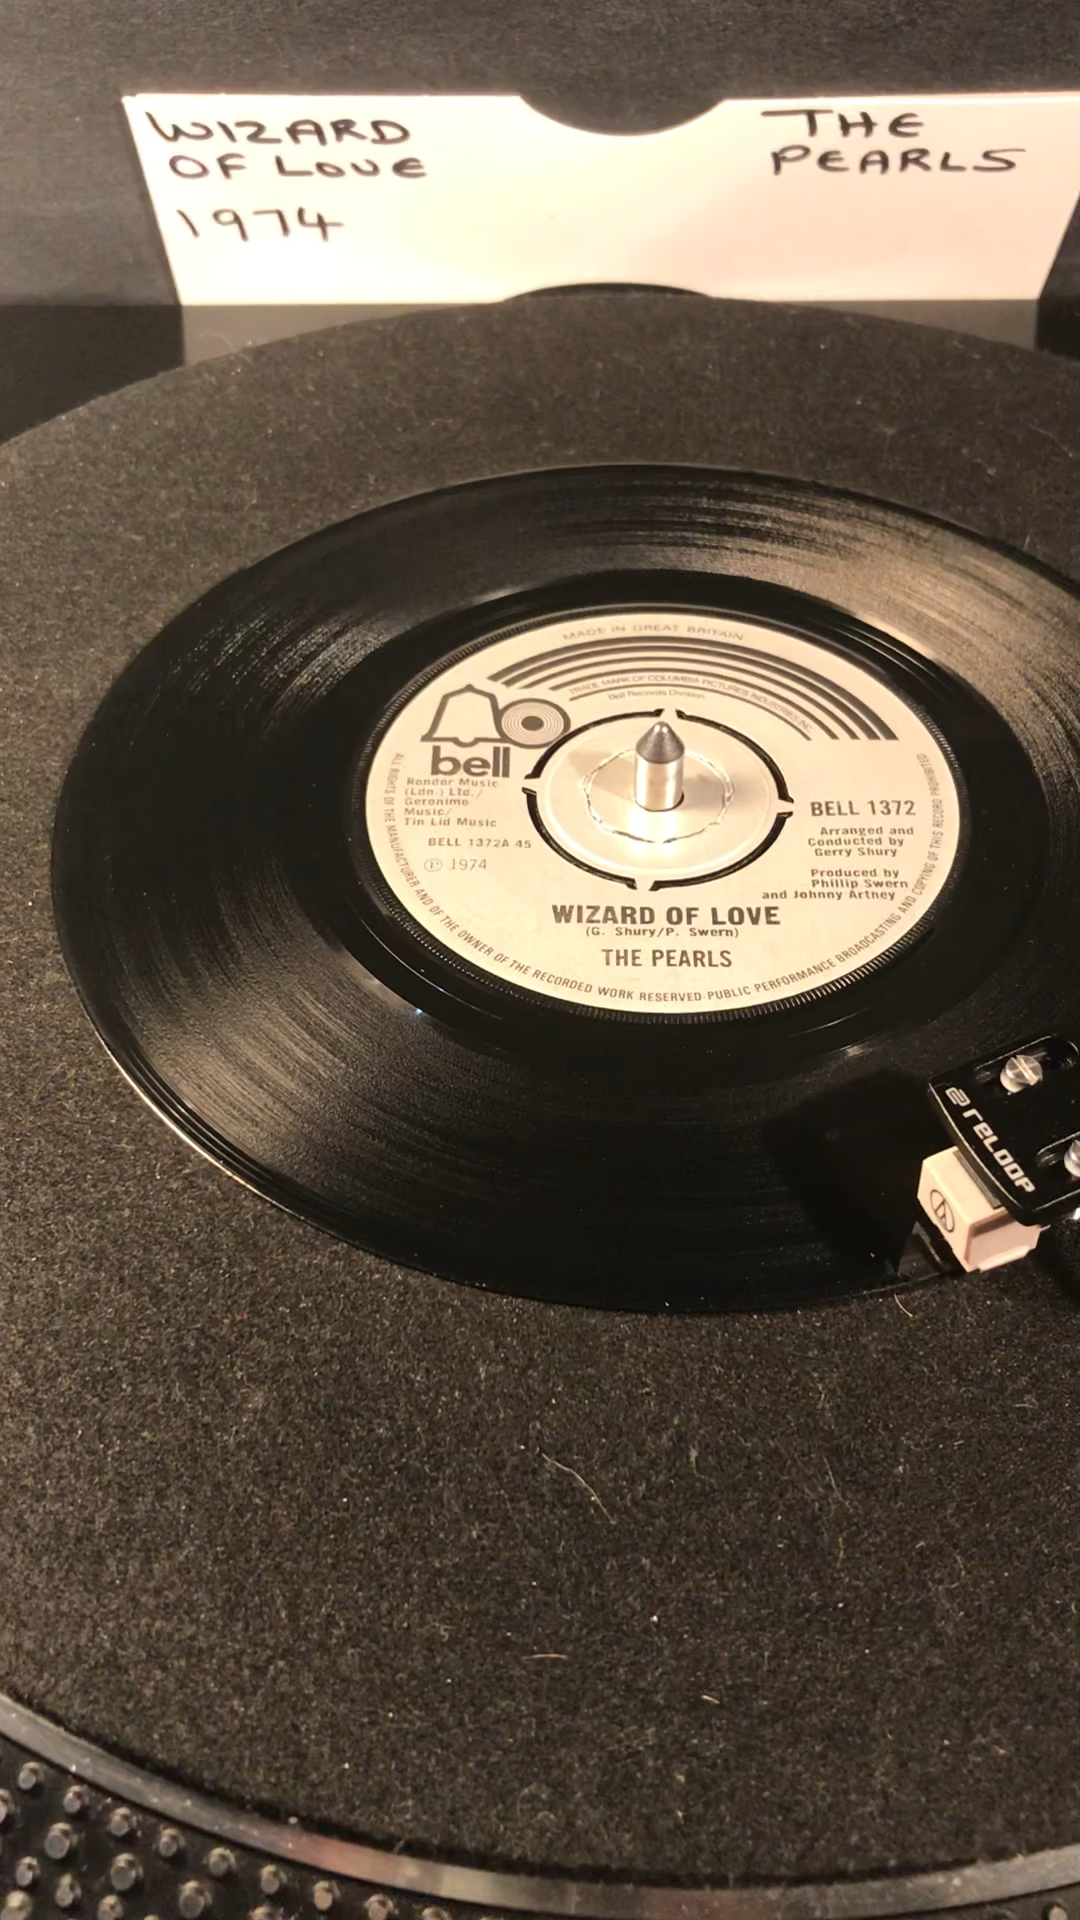 WIZARD
OF LOVE
1974
THE
PEARLS
MADE IN GREAT BRITAIN
TRADE MARK OF COLUMBIA PICTURES INDUSTRIES INC
Bell Records Division
bell
Rondor Music
(Ldn.) Ltd./
Geronimo
Music/
Tin Lid Music
BELL 1372A 45
Ⓟ 1974
BELL 1372
Arranged and
Conducted by
Gerry Shury
Produced by
Phillip Swern
and Johnny Arthey
WIZARD OF LOVE
(G. Shury/P. Swern)
THE PEARLS
ALL RIGHTS OF THE MANUFACTURER AND OF THE OWNER OF THE RECORDED WORK RESERVED·PUBLIC PERFORMANCE BROADCASTING AND COPYING OF THIS RECORD PROHIBITED
reloop